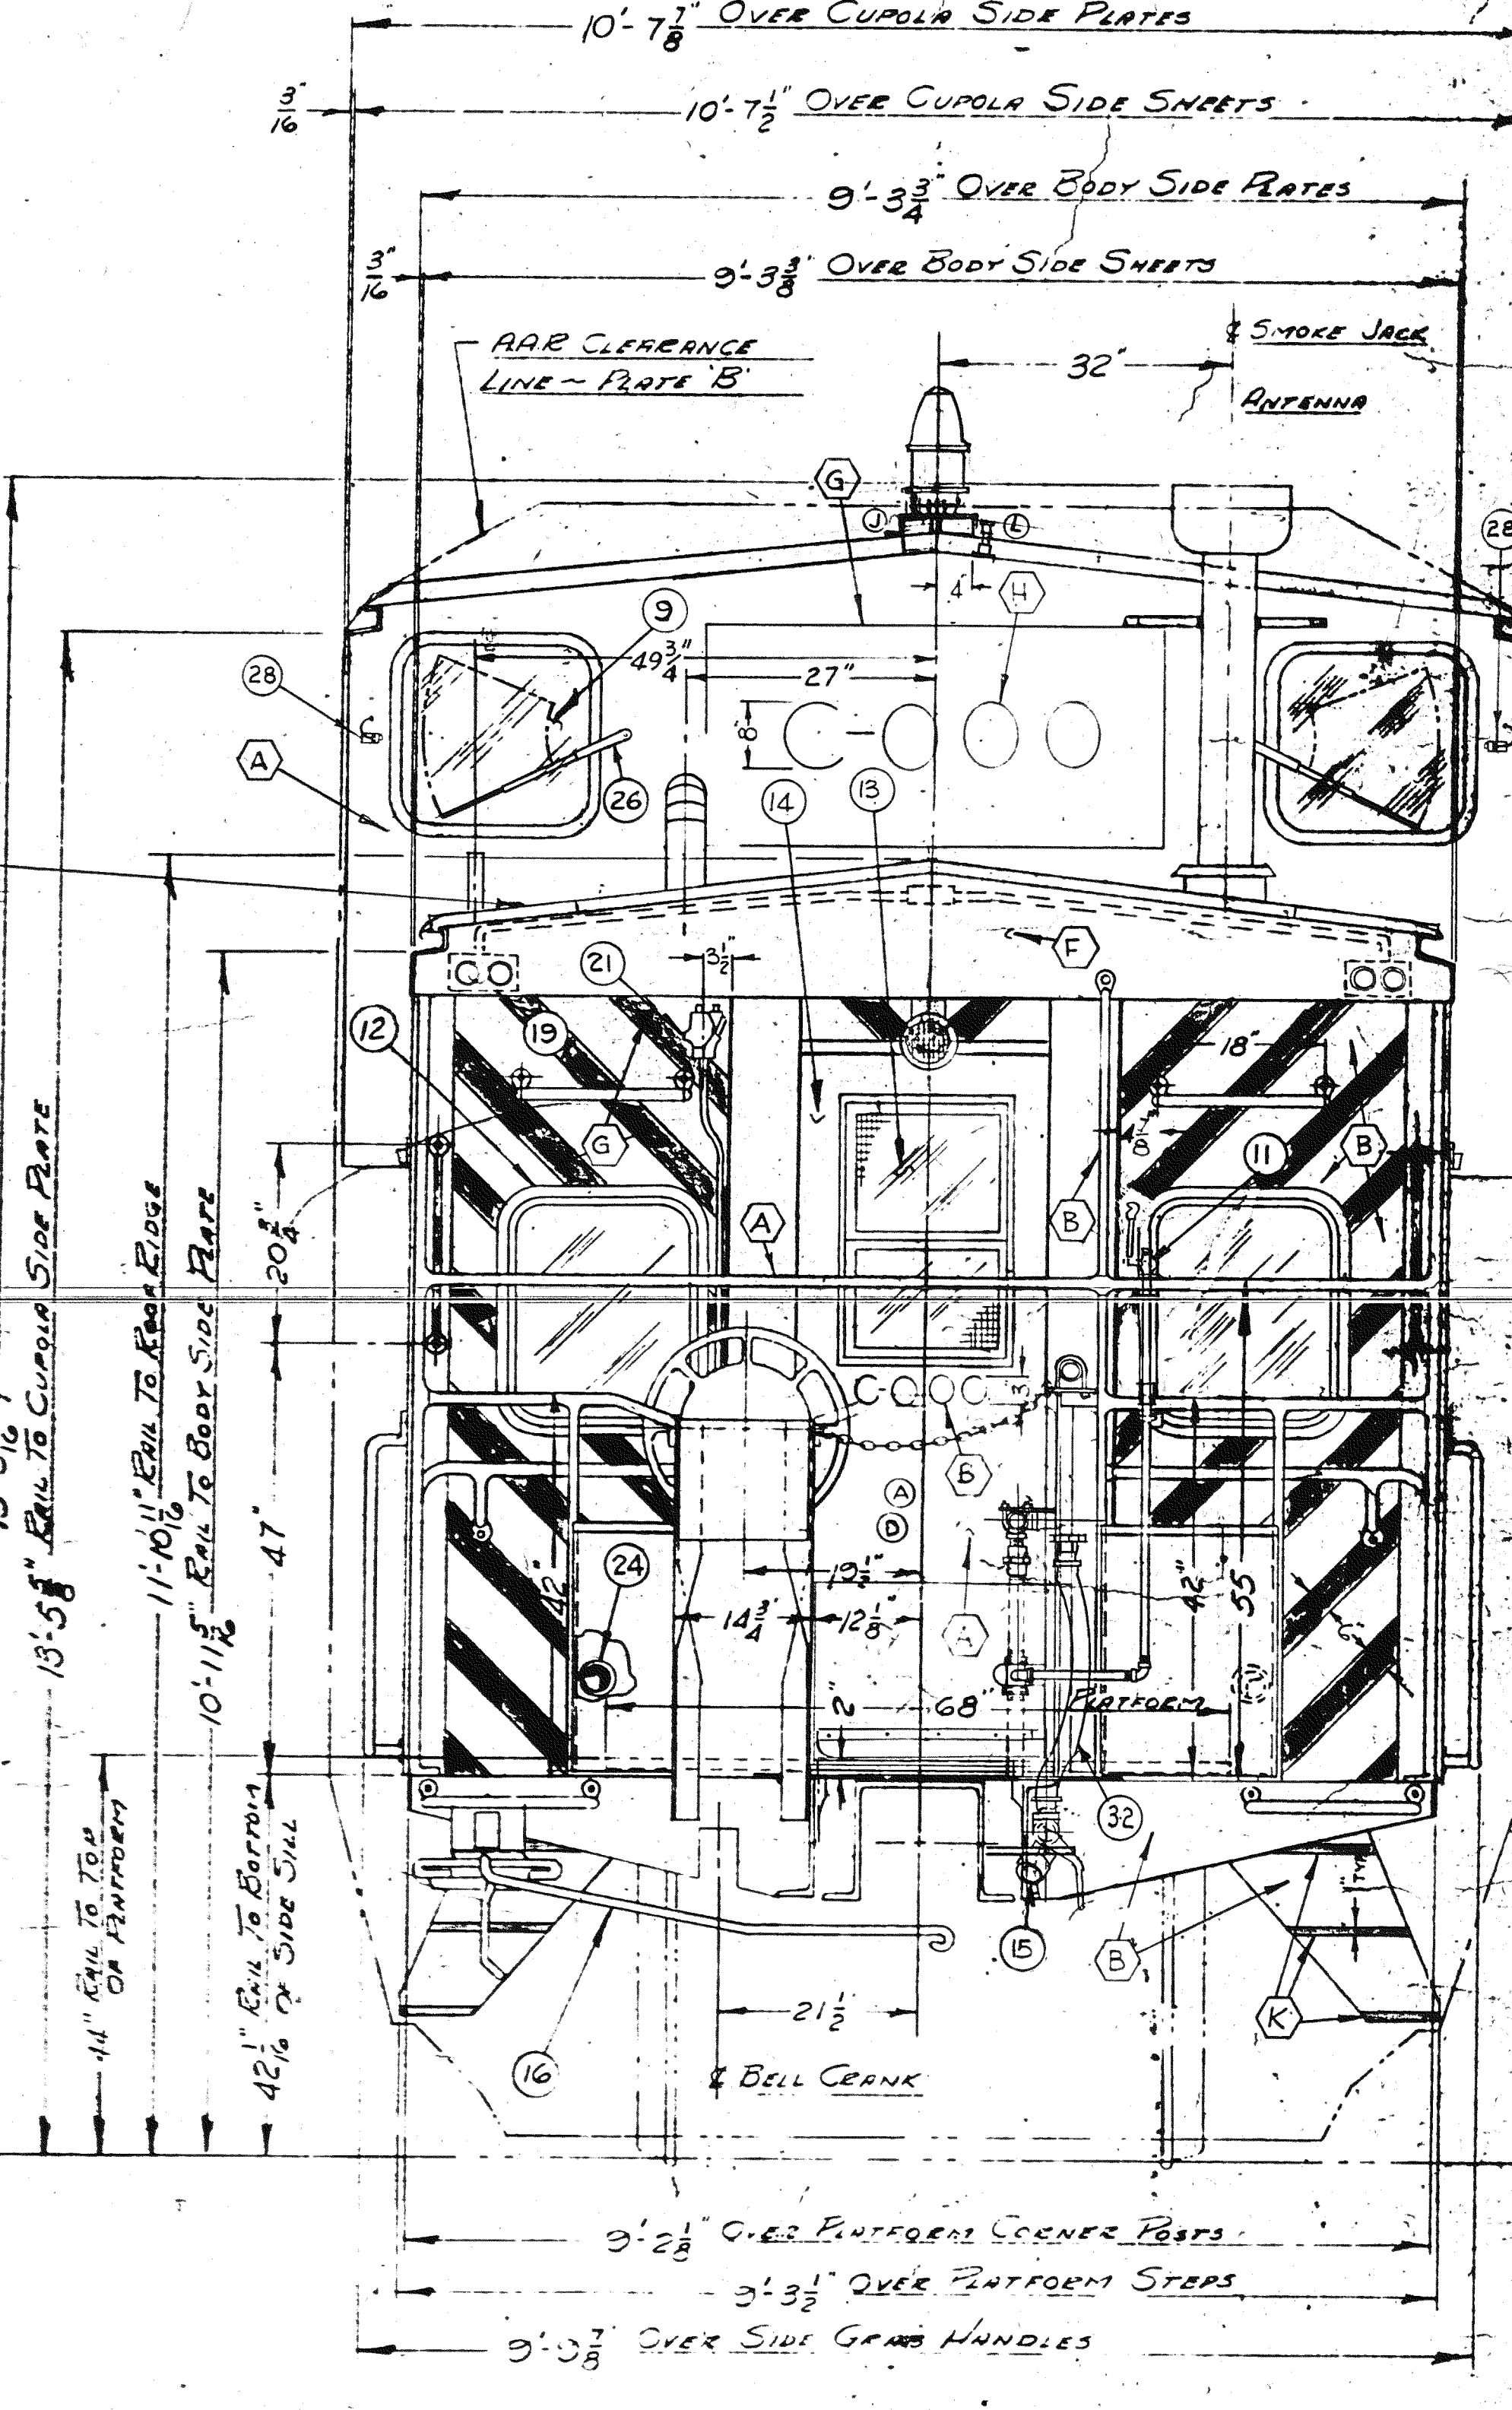 10'-7 7/8" OVER CUPOLA SIDE PLATES
3/16"
10'-7 1/2" OVER CUPOLA SIDE SHEETS
9'-3 3/4" OVER BODY SIDE PLATES
3/16"
9'-3 3/8" OVER BODY SIDE SHEETS
A.A.R. CLEARANCE
LINE ~ PLATE 'B'
32"
℄ SMOKE JACK
ANTENNA
G
J
L
28
4"
H
9
49 3/4"
27"
28
8"
A
26
14
13
F
3 1/2"
21
12
19
18"
G
B
11
A
B
20 3/4"
C-
3
B
47"
A
D
42"
24
19 1/2"
14 3/4"
12 1/8"
A
42"
55"
2"
68"
PLATFORM
32
1" TYP
15
B
K
21 1/2"
16
℄ BELL CRANK
13'-5 5/8" RAIL TO CUPOLA SIDE PLATE
11'-10 11/16" RAIL TO ROOF RIDGE
10'-11 5/16" RAIL TO BODY SIDE PLATE
44" RAIL TO TOP
OF PLATFORM
42 1/16" RAIL TO BOTTOM
OF SIDE SILL
9'-2 1/8" OVER PLATFORM CORNER POSTS
9'-3 1/2" OVER PLATFORM STEPS
9'-9 7/8" OVER SIDE GRAB HANDLES